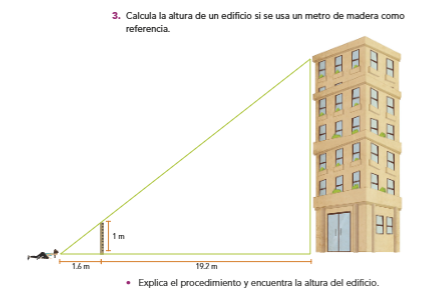 3. Calcula la altura de un edificio si se usa un metro de madera como
referencia.
1 m
1.6 m
19.2 m
• Explica el procedimiento y encuentra la altura del edificio.